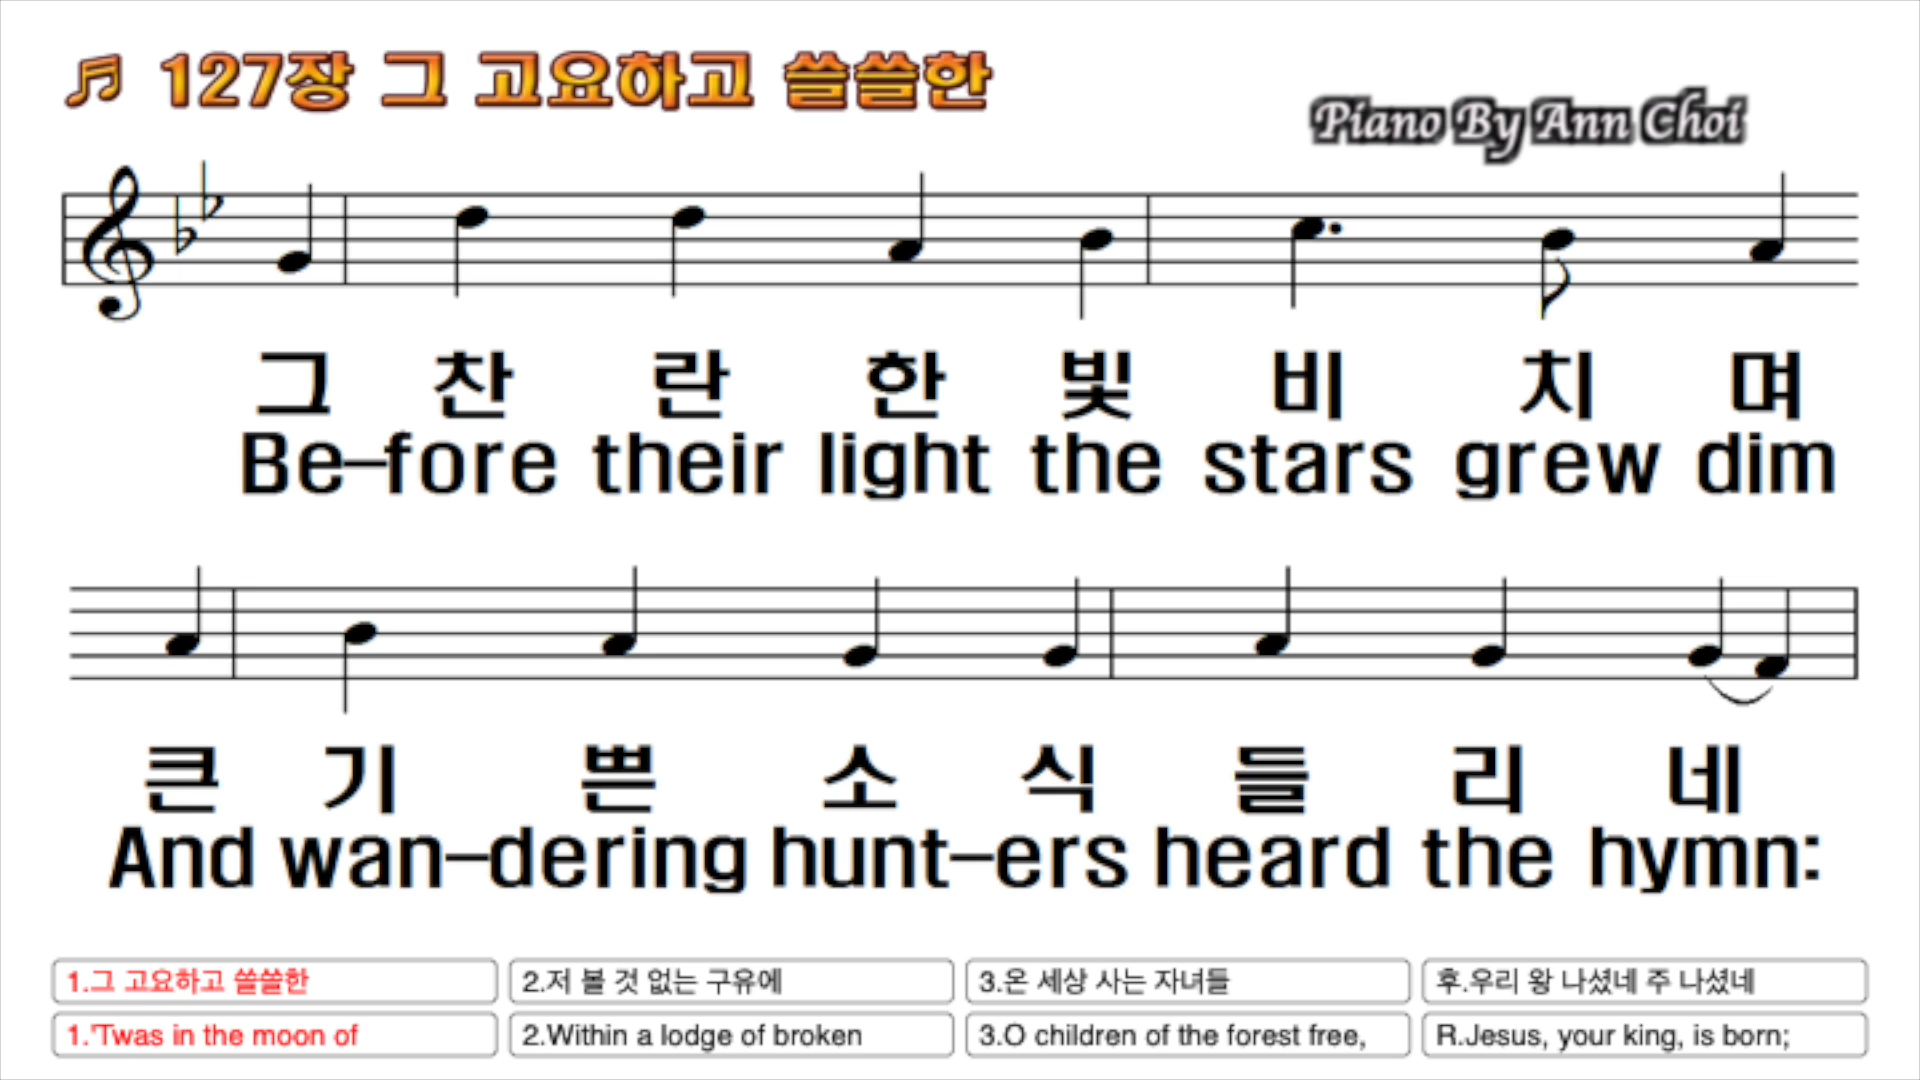 127장 그 고요하고 쓸쓸한
Piano By Ann Choi
그 찬 란 한 빛 비 치 며
Be-fore their light the stars grew dim
큰 기 쁜 소 식 들 리 네
And wan-dering hunt-ers heard the hymn:
1.그 고요하고 쓸쓸한
2.저 볼 것 없는 구유에
3.온 세상 사는 자녀들
후.우리 왕 나셨네 주 나셨네
1.'Twas in the moon of
2.Within a lodge of broken
3.O children of the forest free,
R.Jesus, your king, is born;